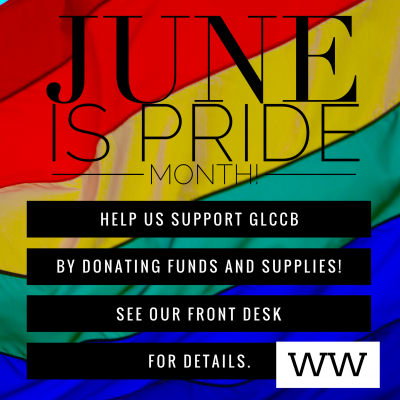 JUNE
IS PRIDE
MONTH!
HELP US SUPPORT GLCCB
BY DONATING FUNDS AND SUPPLIES!
SEE OUR FRONT DESK
FOR DETAILS.
WW